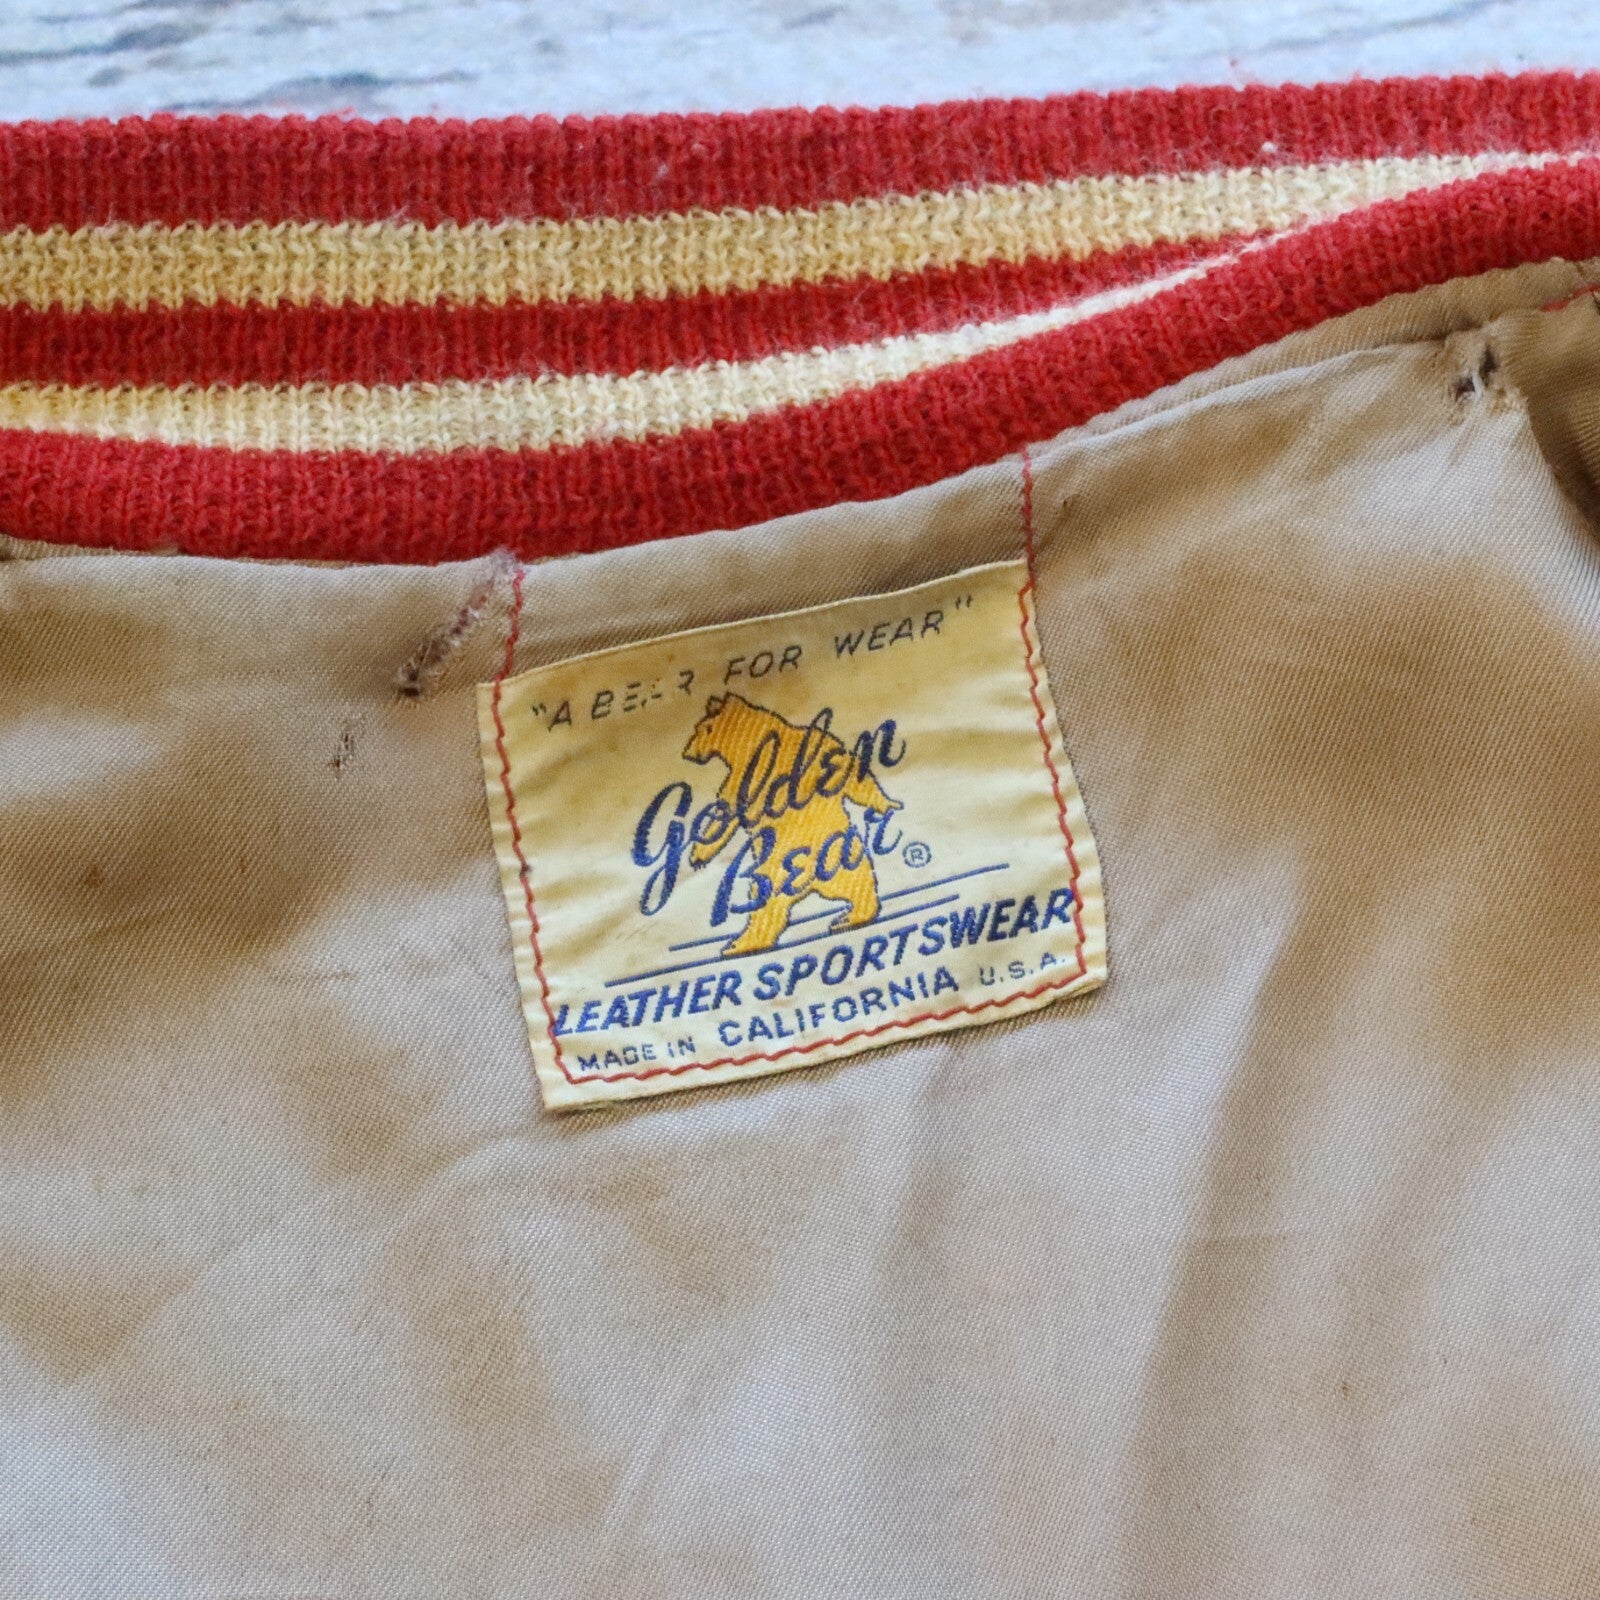 "A BEAR FOR WEAR"
Golden
Bear ®
LEATHER SPORTSWEAR
MADE IN CALIFORNIA U.S.A.